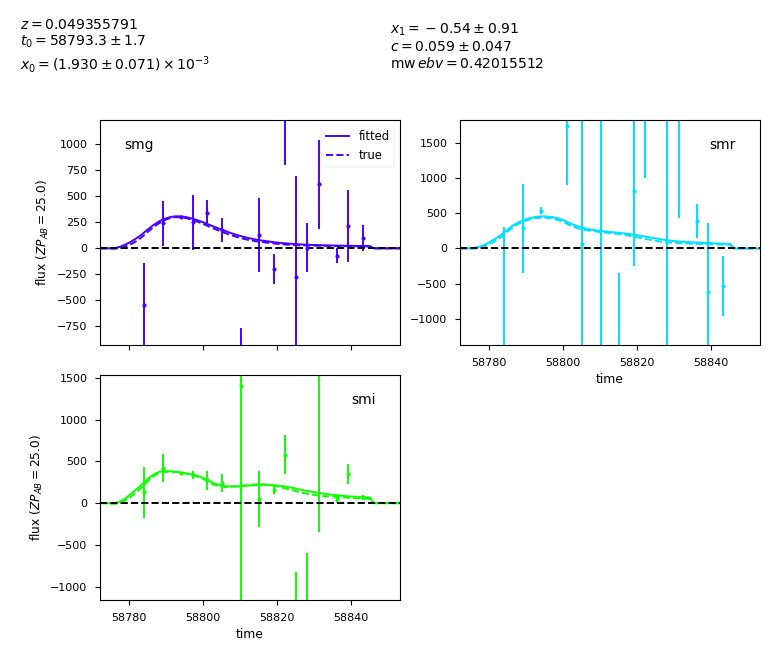 z = 0.049355791
t₀ = 58793.3 ± 1.7
x₀ = (1.930 ± 0.071) × 10⁻³
x₁ = −0.54 ± 0.91
c = 0.059 ± 0.047
mw ebv = 0.42015512
smg
fitted
true
1000
750
500
250
0
−250
−500
−750
flux (ZP_AB = 25.0)
smr
1500
1000
500
0
−500
−1000
58780 58800 58820 58840
time
smi
1500
1000
500
0
−500
−1000
flux (ZP_AB = 25.0)
58780 58800 58820 58840
time